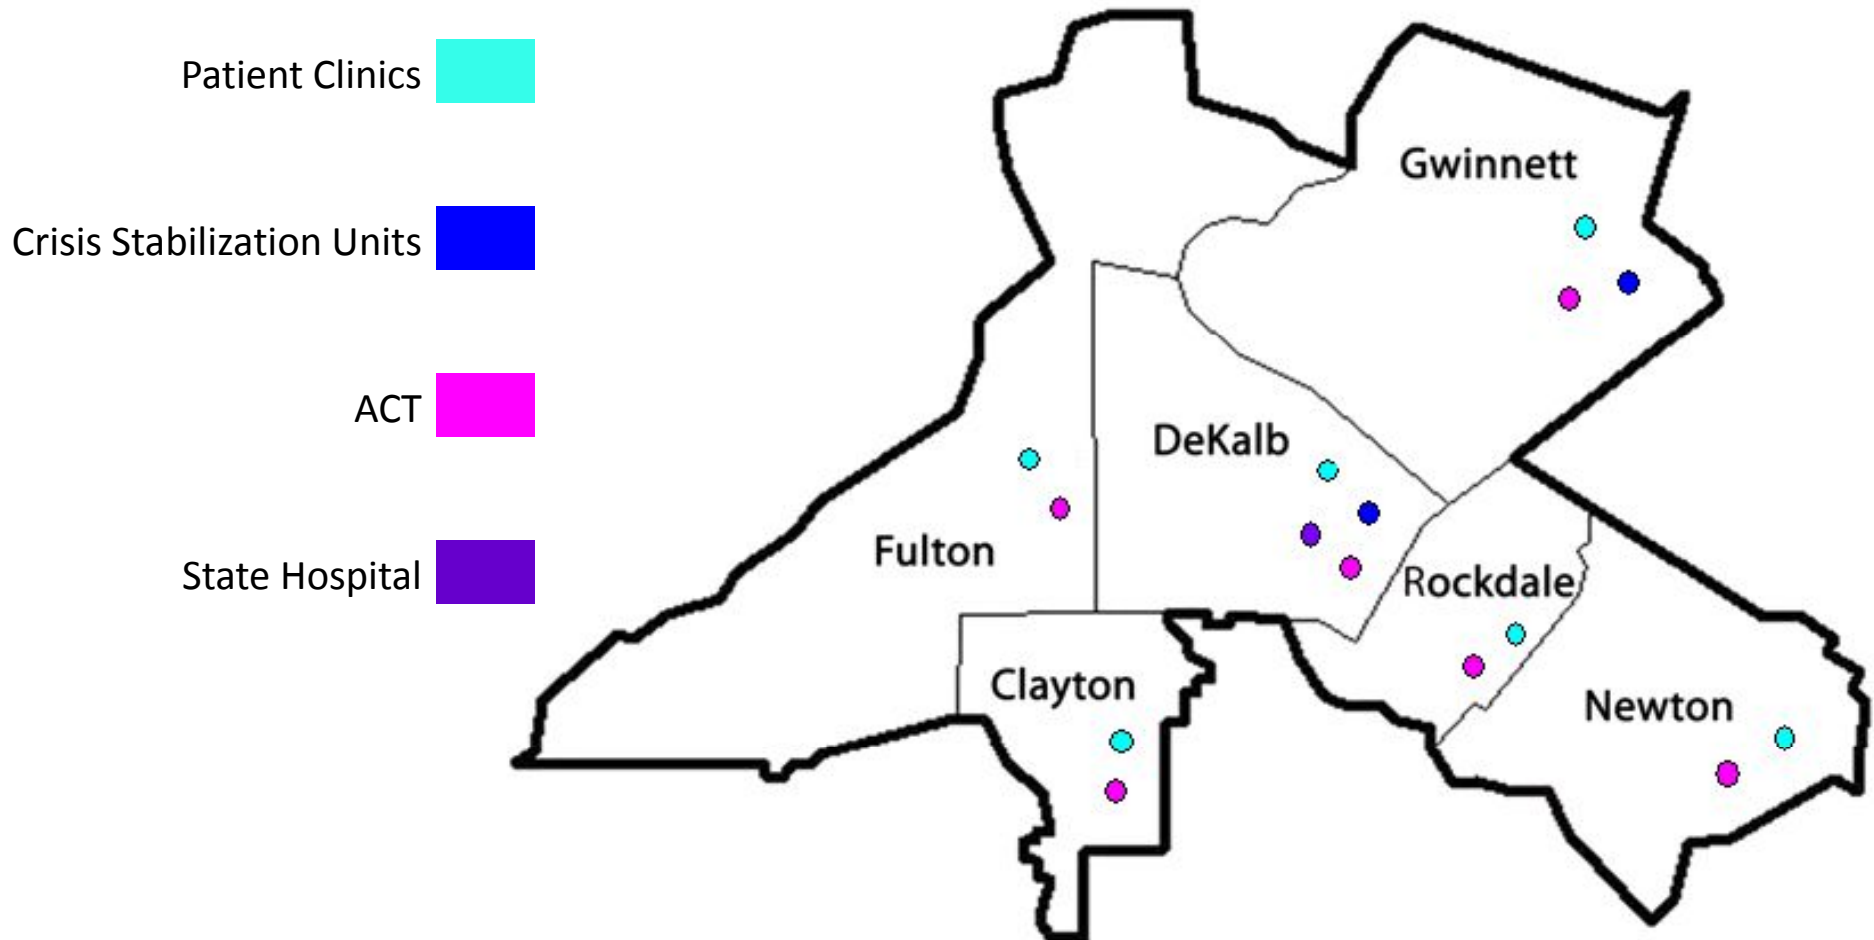 Patient Clinics
Crisis Stabilization Units
ACT
State Hospital
Gwinnett
DeKalb
Fulton
Rockdale
Clayton
Newton